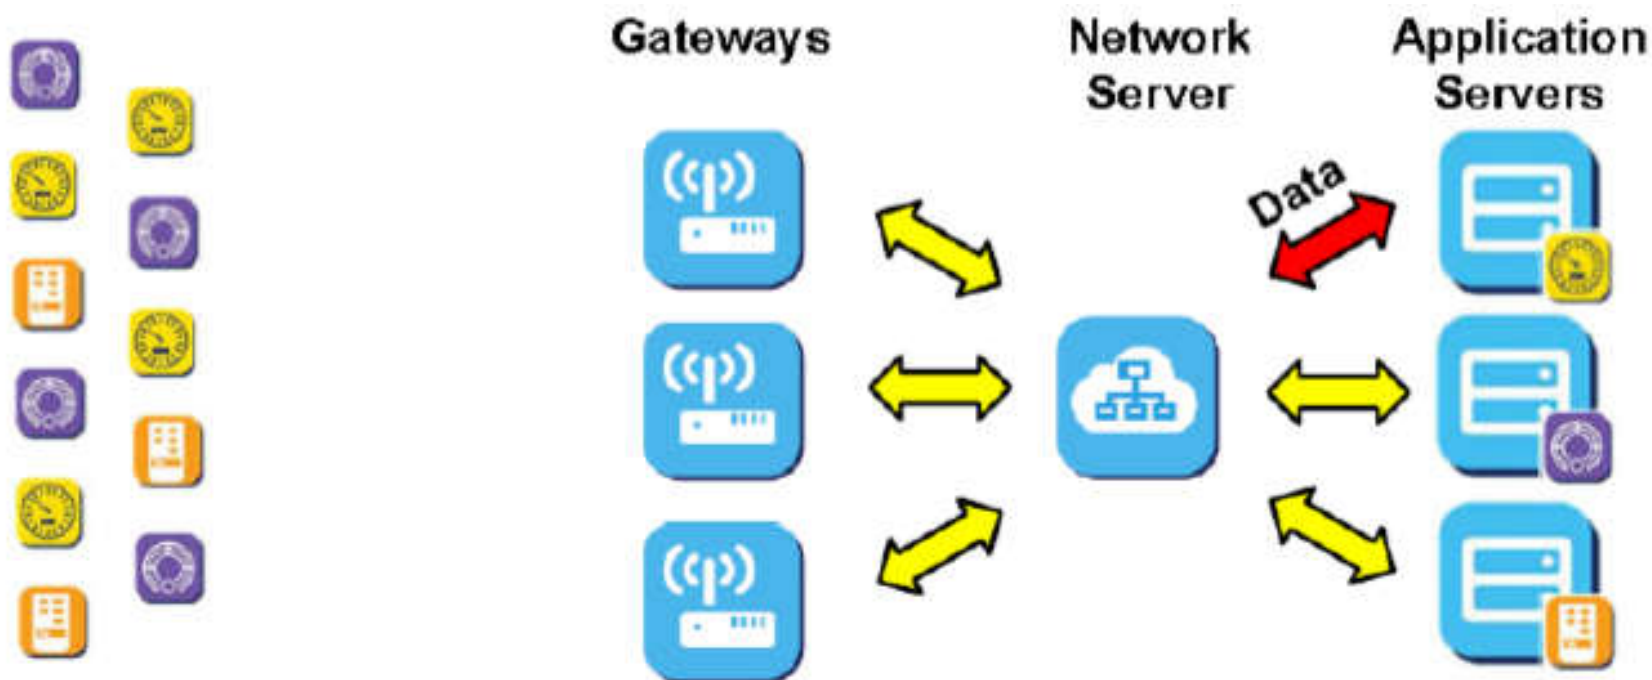 Gateways
Network
Server
Application
Servers
Data